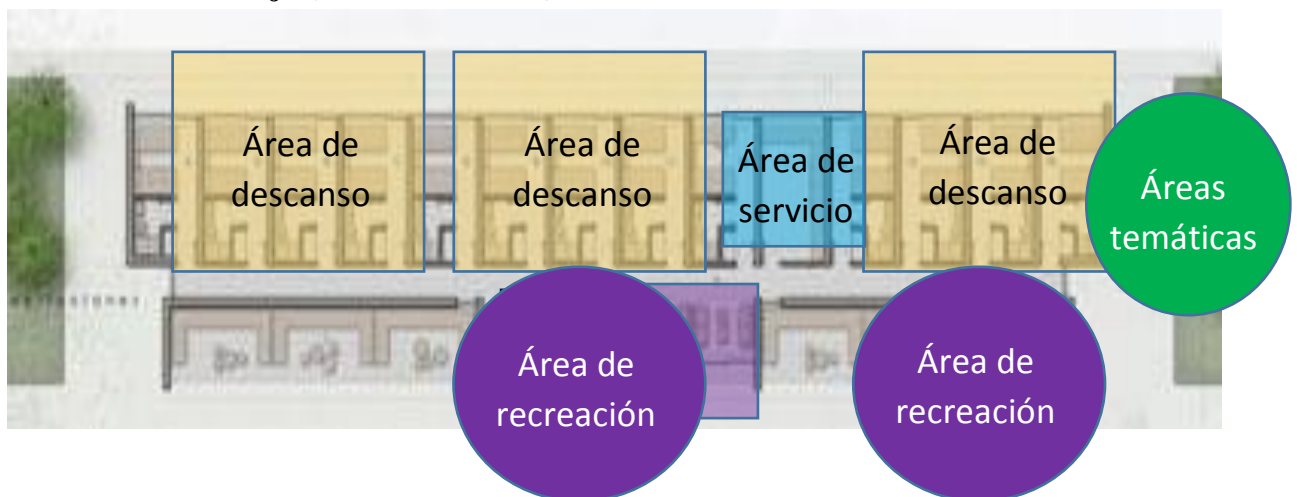 Área de
descanso
Área de
descanso
Área de
servicio
Área de
descanso
Áreas
temáticas
Área de
recreación
Área de
recreación